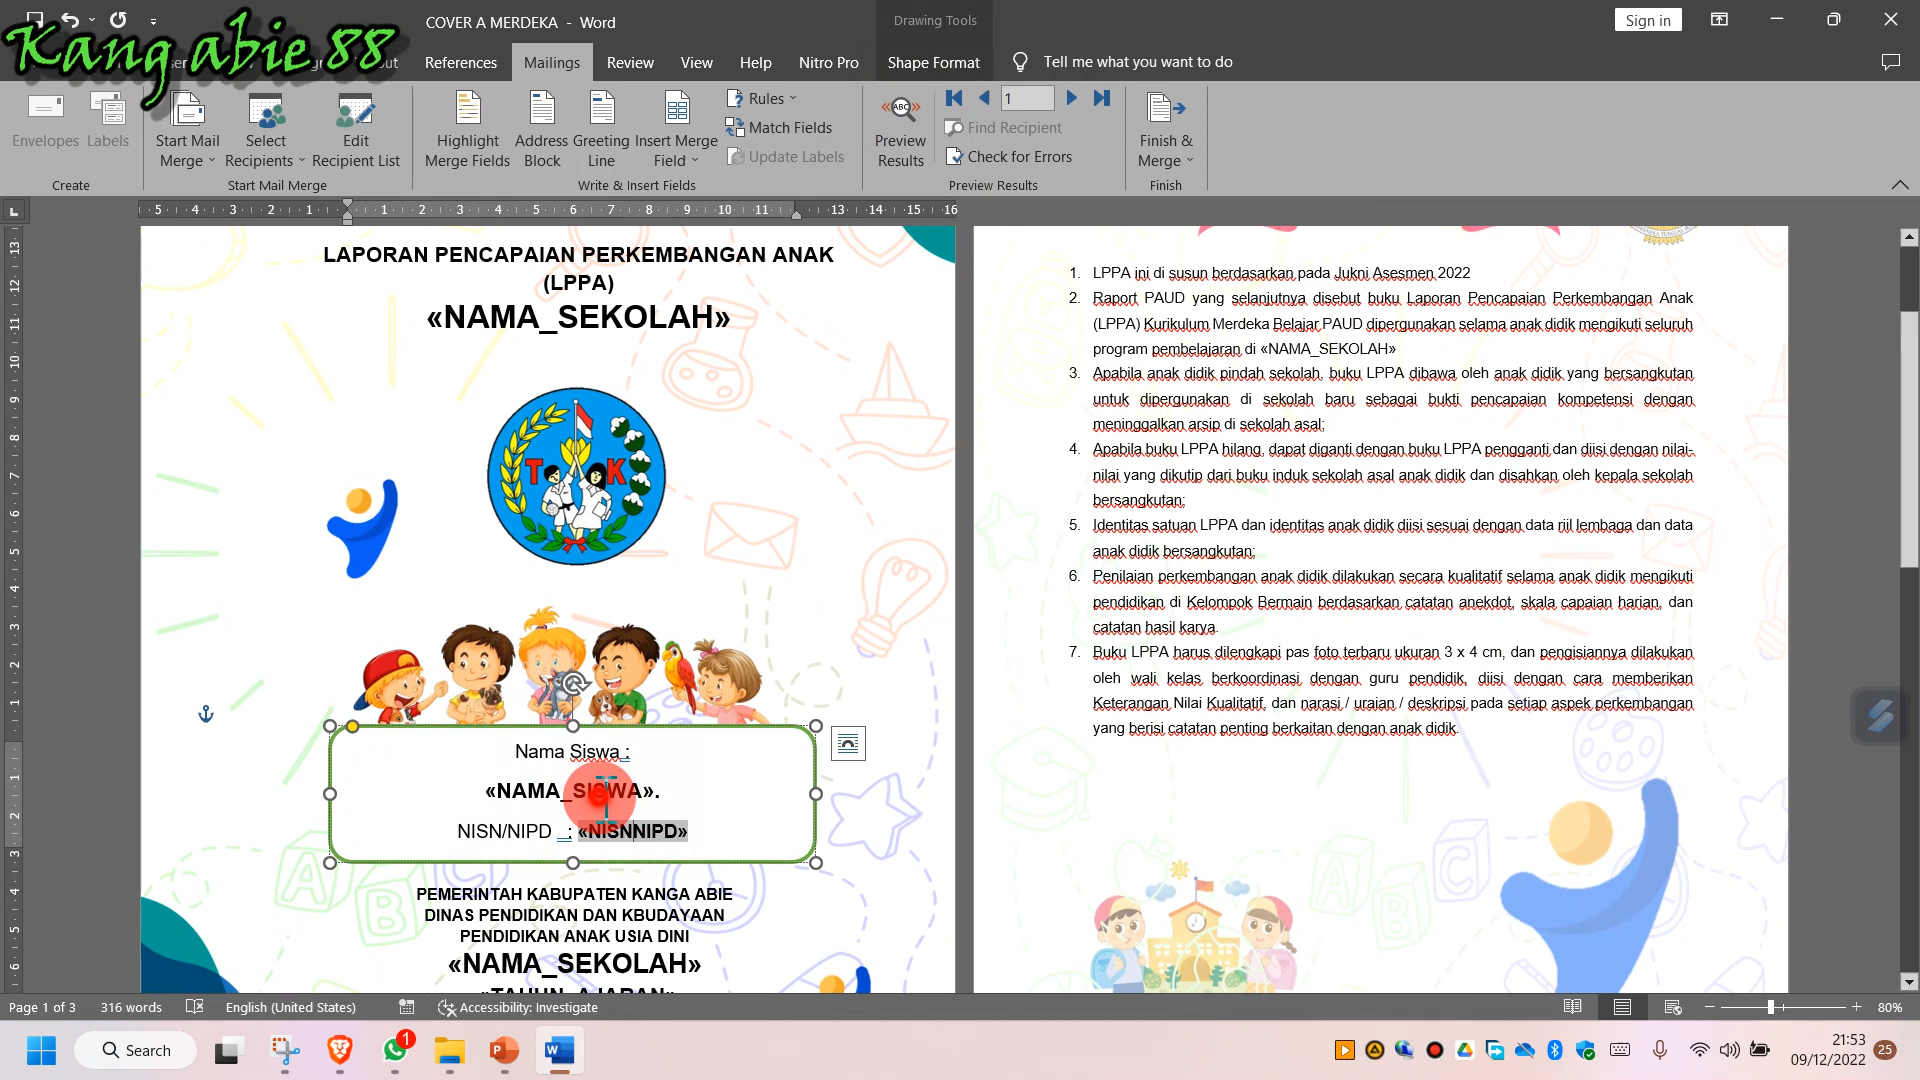 Kang abie 88
COVER A MERDEKA - Word
Drawing Tools
Sign in
References
Mailings
Review
View
Help
Nitro Pro
Shape Format
Tell me what you want to do
Envelopes
Labels
Start Mail
Merge
Select
Recipients
Edit
Recipient List
Highlight
Merge Fields
Address
Block
Greeting
Line
Insert Merge
Field
Rules
Match Fields
Update Labels
Preview
Results
ABC
1
Find Recipient
Check for Errors
Finish &
Merge
Create
Start Mail Merge
Write & Insert Fields
Preview Results
Finish
LAPORAN PENCAPAIAN PERKEMBANGAN ANAK
(LPPA)
«NAMA_SEKOLAH»
T K
Nama Siswa :
«NAMA_SISWA».
NISN/NIPD : «NISNNIPD»
PEMERINTAH KABUPATEN KANGA ABIE
DINAS PENDIDIKAN DAN KBUDAYAAN
PENDIDIKAN ANAK USIA DINI
«NAMA_SEKOLAH»
«TAHUN_AJARAN»
1. LPPA ini di susun berdasarkan pada Jukni Asesmen 2022
2. Raport PAUD yang selanjutnya disebut buku Laporan Pencapaian Perkembangan Anak
(LPPA) Kurikulum Merdeka Belajar PAUD dipergunakan selama anak didik mengikuti seluruh
program pembelajaran di «NAMA_SEKOLAH»
3. Apabila anak didik pindah sekolah, buku LPPA dibawa oleh anak didik yang bersangkutan
untuk dipergunakan di sekolah baru sebagai bukti pencapaian kompetensi dengan
meninggalkan arsip di sekolah asal;
4. Apabila buku LPPA hilang, dapat diganti dengan buku LPPA pengganti dan diisi dengan nilai-
nilai yang dikutip dari buku induk sekolah asal anak didik dan disahkan oleh kepala sekolah
bersangkutan;
5. Identitas satuan LPPA dan identitas anak didik diisi sesuai dengan data riil lembaga dan data
anak didik bersangkutan;
6. Penilaian perkembangan anak didik dilakukan secara kualitatif selama anak didik mengikuti
pendidikan di Kelompok Bermain berdasarkan catatan anekdot, skala capaian harian, dan
catatan hasil karya.
7. Buku LPPA harus dilengkapi pas foto terbaru ukuran 3 x 4 cm, dan pengisiannya dilakukan
oleh wali kelas berkoordinasi dengan guru pendidik, diisi dengan cara memberikan
Keterangan Nilai Kualitatif, dan narasi / uraian / deskripsi pada setiap aspek perkembangan
yang berisi catatan penting berkaitan dengan anak didik.
Page 1 of 3
316 words
English (United States)
Accessibility: Investigate
80%
Search
1
21:53
09/12/2022
25